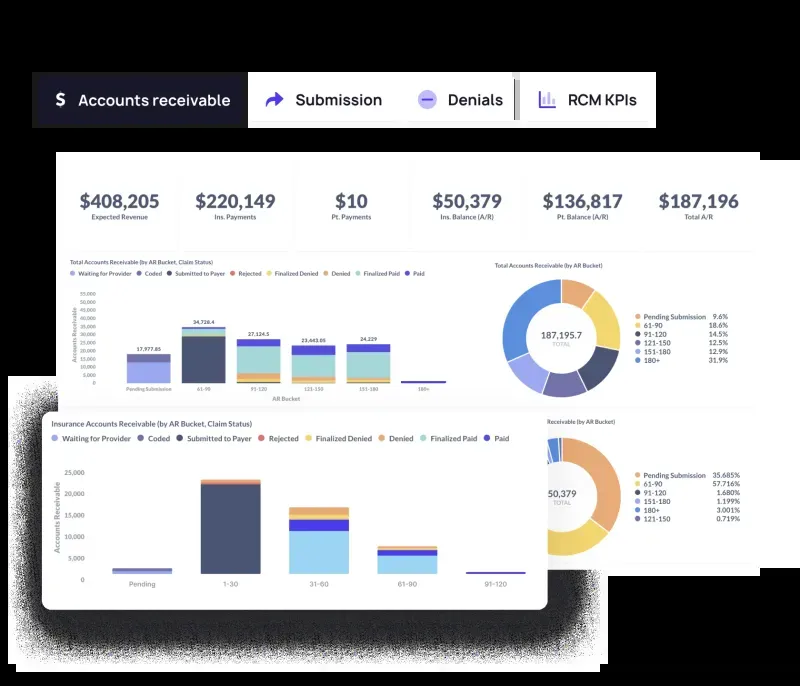 $ Accounts receivable
Submission
Denials
RCM KPIs
$408,205
Expected Revenue
$220,149
Ins. Payments
$10
Pt. Payments
$50,379
Ins. Balance (A/R)
$136,817
Pt. Balance (A/R)
$187,196
Total A/R
Total Accounts Receivable (by AR Bucket, Claim Status)
Waiting for Provider Coded Submitted to Payer Rejected Finalized Denied Denied Finalized Paid Paid
Accounts Receivable
55,000
50,000
45,000
40,000
35,000
30,000
25,000
20,000
15,000
10,000
5,000
0
17,977.85
34,728.4
27,124.5
23,443.05
24,229
Pending Submission 61-90 91-120 121-150 151-180 180+
AR Bucket
Total Accounts Receivable (by AR Bucket)
187,195.7
TOTAL
Pending Submission 9.6%
61-90 18.6%
91-120 14.5%
121-150 12.5%
151-180 12.9%
180+ 31.9%
Insurance Accounts Receivable (by AR Bucket, Claim Status)
Waiting for Provider Coded Submitted to Payer Rejected Finalized Denied Denied Finalized Paid Paid
Accounts Receivable
25,000
20,000
15,000
10,000
5,000
0
Pending 1-30 31-60 61-90 91-120
Receivable (by AR Bucket)
50,379
TOTAL
Pending Submission 35.685%
61-90 57.716%
91-120 1.680%
151-180 1.199%
180+ 3.001%
121-150 0.719%